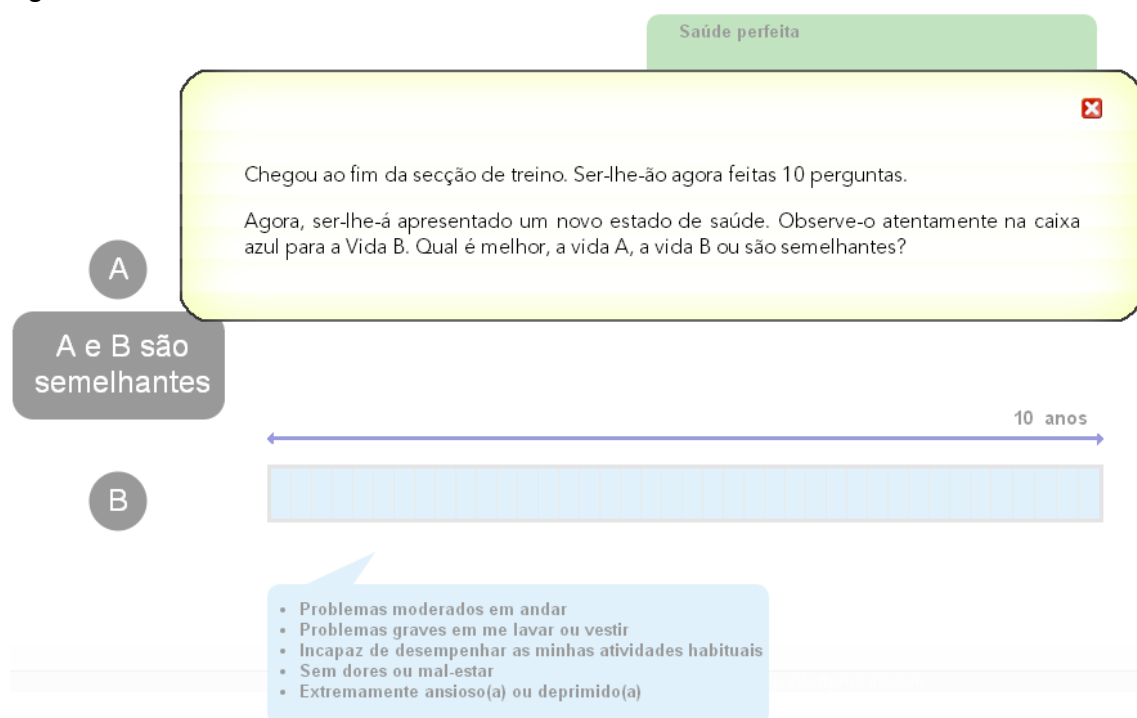 Saúde perfeita
Chegou ao fim da secção de treino. Ser-lhe-ão agora feitas 10 perguntas.
Agora, ser-lhe-á apresentado um novo estado de saúde. Observe-o atentamente na caixa
azul para a Vida B. Qual é melhor, a vida A, a vida B ou são semelhantes?
A
A e B são
semelhantes
10 anos
B
• Problemas moderados em andar
• Problemas graves em me lavar ou vestir
• Incapaz de desempenhar as minhas atividades habituais
• Sem dores ou mal-estar
• Extremamente ansioso(a) ou deprimido(a)